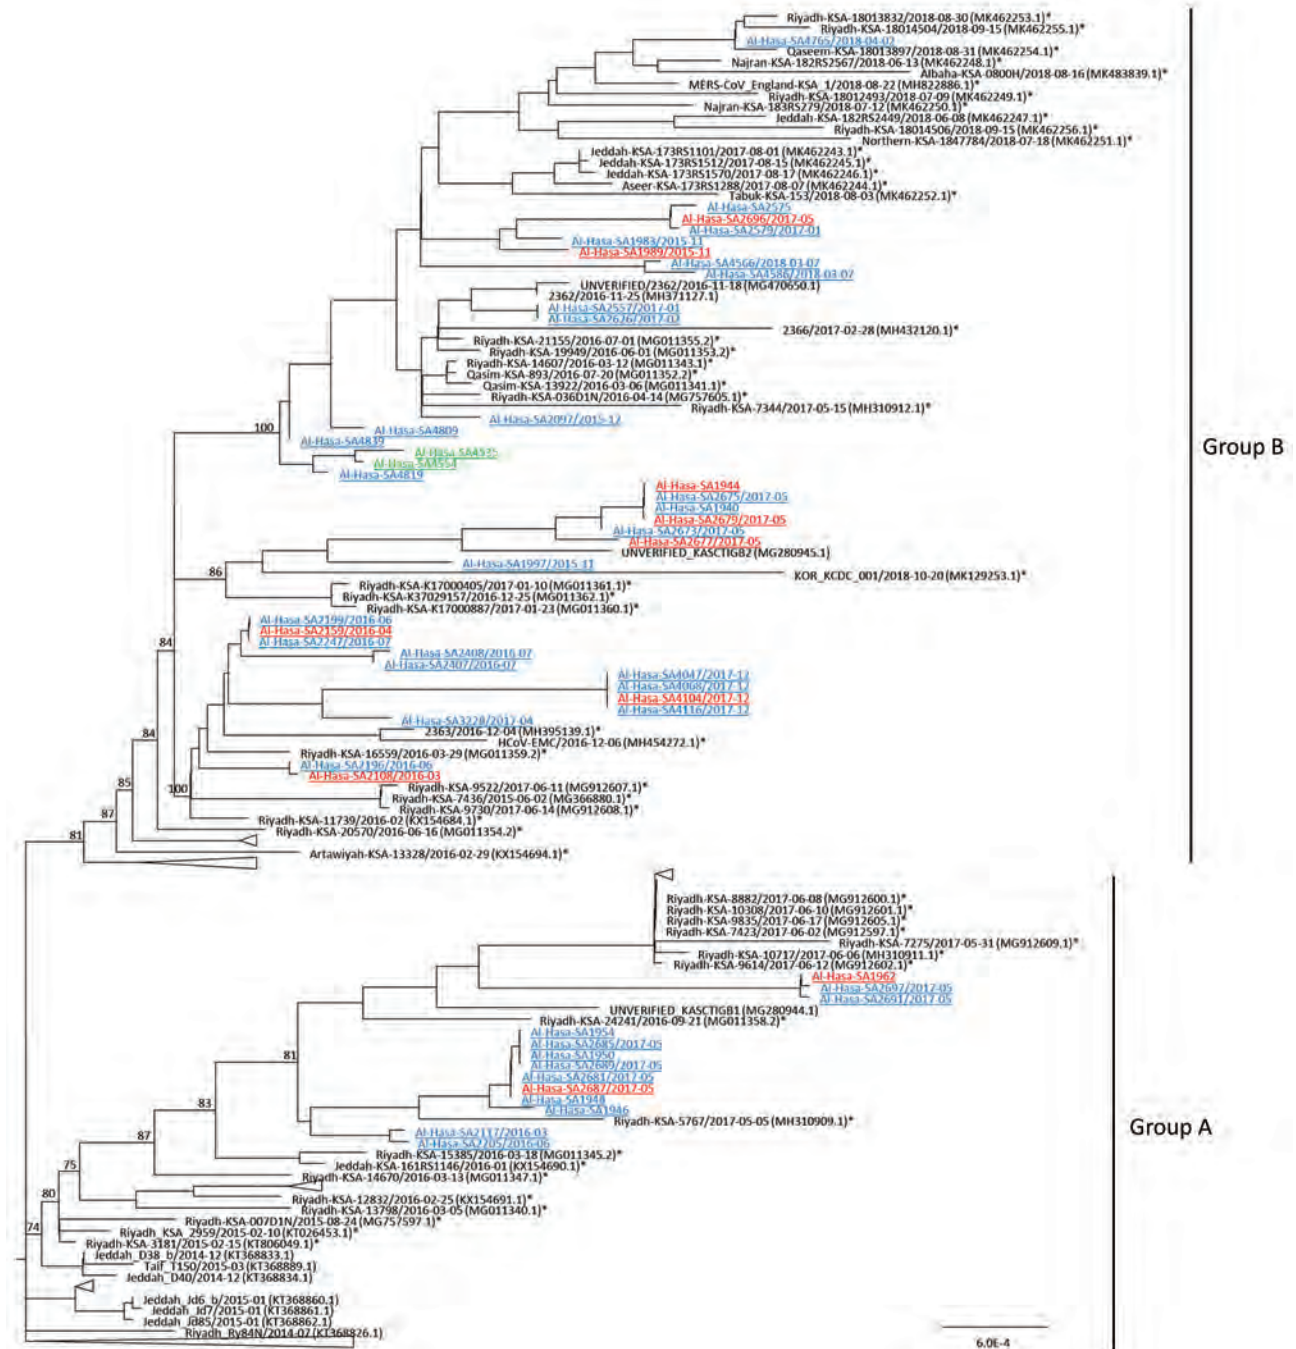 Riyadh-KSA-18013832/2018-08-30 (MK462253.1)*
Riyadh-KSA-18014504/2018-09-15 (MK462255.1)*
Al-Hasa-SA4765/2018-04-02
Qaseem-KSA-18013897/2018-08-31 (MK462254.1)*
Najran-KSA-182RS2567/2018-06-13 (MK462248.1)*
Albaha-KSA-0800H/2018-08-16 (MK483839.1)*
MERS-CoV_England-KSA_1/2018-08-22 (MH822886.1)*
Riyadh-KSA-18012493/2018-07-09 (MK462249.1)*
Najran-KSA-183RS279/2018-07-12 (MK462250.1)*
Jeddah-KSA-182RS2449/2018-06-08 (MK462247.1)*
Riyadh-KSA-18014506/2018-09-15 (MK462256.1)*
Northern-KSA-1847784/2018-07-18 (MK462251.1)*
Jeddah-KSA-173RS1101/2017-08-01 (MK462243.1)*
Jeddah-KSA-173RS1512/2017-08-15 (MK462245.1)*
Jeddah-KSA-173RS1570/2017-08-17 (MK462246.1)*
Aseer-KSA-173RS1288/2017-08-07 (MK462244.1)*
Tabuk-KSA-153/2018-08-03 (MK462252.1)*
Al-Hasa-SA2575
Al-Hasa-SA2696/2017-05
Al-Hasa-SA2579/2017-01
Al-Hasa-SA1983/2015-11
Al-Hasa-SA1989/2015-11
Al-Hasa-SA4566/2018-03-07
Al-Hasa-SA4586/2018-03-07
UNVERIFIED/2362/2016-11-18 (MG470650.1)
2362/2016-11-25 (MH371127.1)
Al-Hasa-SA2557/2017-01
Al-Hasa-SA2626/2017-02
2366/2017-02-28 (MH432120.1)*
Riyadh-KSA-21155/2016-07-01 (MG011355.2)*
Riyadh-KSA-19949/2016-06-01 (MG011353.2)*
Riyadh-KSA-14607/2016-03-12 (MG011343.1)*
Qasim-KSA-893/2016-07-20 (MG011352.2)*
Qasim-KSA-13922/2016-03-06 (MG011341.1)*
Riyadh-KSA-036D1N/2016-04-14 (MG757605.1)*
Riyadh-KSA-7344/2017-05-15 (MH310912.1)*
Al-Hasa-SA2097/2015-12
100
Al-Hasa-SA4809
Al-Hasa-SA4839
Group B
Al-Hasa-SA4554
Al-Hasa-SA4819
Al-Hasa-SA1944
Al-Hasa-SA2675/2017-05
Al-Hasa-SA1940
Al-Hasa-SA2679/2017-05
Al-Hasa-SA2673/2017-05
Al-Hasa-SA2677/2017-05
UNVERIFIED_KASCTIGB2 (MG280945.1)
Al-Hasa-SA1997/2015-11
86
KOR_KCDC_001/2018-10-20 (MK129253.1)*
Riyadh-KSA-K17000405/2017-01-10 (MG011361.1)*
Riyadh-KSA-K37029157/2016-12-25 (MG011362.1)*
Riyadh-KSA-K17000887/2017-01-23 (MG011360.1)*
Al-Hasa-SA2199/2016-06
Al-Hasa-SA2159/2016-04
84
Al-Hasa-SA2247/2016-07
Al-Hasa-SA2408/2016-07
Al-Hasa-SA2407/2016-07
Al-Hasa-SA4047/2017-12
Al-Hasa-SA4068/2017-12
Al-Hasa-SA4104/2017-12
Al-Hasa-SA4116/2017-12
Al-Hasa-SA3228/2017-04
84
2363/2016-12-04 (MH395139.1)*
HCoV-EMC/2016-12-06 (MH454272.1)*
Riyadh-KSA-16559/2016-03-29 (MG011359.2)*
Al-Hasa-SA2196/2016-06
Al-Hasa-SA2108/2016-03
85
100
Riyadh-KSA-9522/2017-06-11 (MG912607.1)*
Riyadh-KSA-7436/2015-06-02 (MG366880.1)*
Riyadh-KSA-9730/2017-06-14 (MG912608.1)*
87
Riyadh-KSA-11739/2016-02 (KX154684.1)*
Riyadh-KSA-20570/2016-06-16 (MG011354.2)*
81
Artawiyah-KSA-13328/2016-02-29 (KX154694.1)*
Riyadh-KSA-8882/2017-06-08 (MG912600.1)*
Riyadh-KSA-10308/2017-06-10 (MG912601.1)*
Riyadh-KSA-9835/2017-06-17 (MG912605.1)*
Riyadh-KSA-7423/2017-06-02 (MG912597.1)*
Riyadh-KSA-7275/2017-05-31 (MG912609.1)*
Riyadh-KSA-10717/2017-06-06 (MH310911.1)*
Riyadh-KSA-9614/2017-06-12 (MG912602.1)*
Al-Hasa-SA1962
Al-Hasa-SA2697/2017-05
Al-Hasa-SA2691/2017-05
UNVERIFIED_KASCTIGB1 (MG280944.1)
Riyadh-KSA-24241/2016-09-21 (MG011358.2)*
Al-Hasa-SA1954
Al-Hasa-SA2685/2017-05
81
Al-Hasa-SA1950
Al-Hasa-SA2689/2017-05
Al-Hasa-SA2681/2017-05
Al-Hasa-SA2687/2017-05
Al-Hasa-SA1948
83
Al-Hasa-SA1946
Riyadh-KSA-5767/2017-05-05 (MH310909.1)*
Group A
Al-Hasa-SA2117/2016-03
87
Al-Hasa-SA2205/2016-06
Riyadh-KSA-15385/2016-03-18 (MG011345.2)*
Jeddah-KSA-161RS1146/2016-01 (KX154690.1)*
75
Riyadh-KSA-14670/2016-03-13 (MG011347.1)*
80
Riyadh-KSA-12832/2016-02-25 (KX154691.1)*
Riyadh-KSA-13798/2016-03-05 (MG011340.1)*
Riyadh-KSA-007D1N/2015-08-24 (MG757597.1)*
74
Riyadh_KSA_2959/2015-02-10 (KT026453.1)*
Riyadh-KSA-3181/2015-02-15 (KT806049.1)*
Jeddah_D38_b/2014-12 (KT368833.1)
Taif_T150/2015-03 (KT368889.1)
Jeddah_D40/2014-12 (KT368834.1)
Jeddah_Jd6_b/2015-01 (KT368860.1)
Jeddah_Jd7/2015-01 (KT368861.1)
Jeddah_Jd85/2015-01 (KT368862.1)
Riyadh_Ry84N/2014-07 (KT368826.1)
6.0E-4